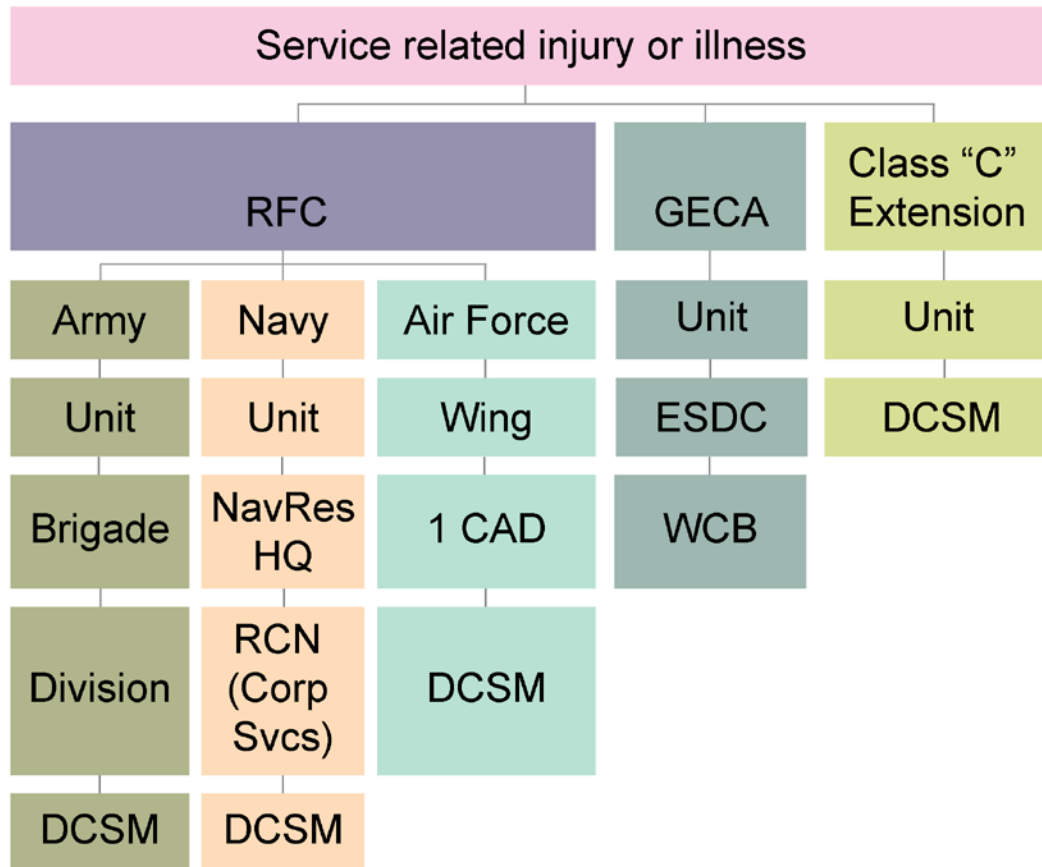 Service related injury or illness
RFC
GECA
Class “C”
Extension
Army
Navy
Air Force
Unit
Unit
Unit
Unit
Wing
ESDC
DCSM
Brigade
NavRes
HQ
1 CAD
WCB
Division
RCN
(Corp
Svcs)
DCSM
DCSM
DCSM